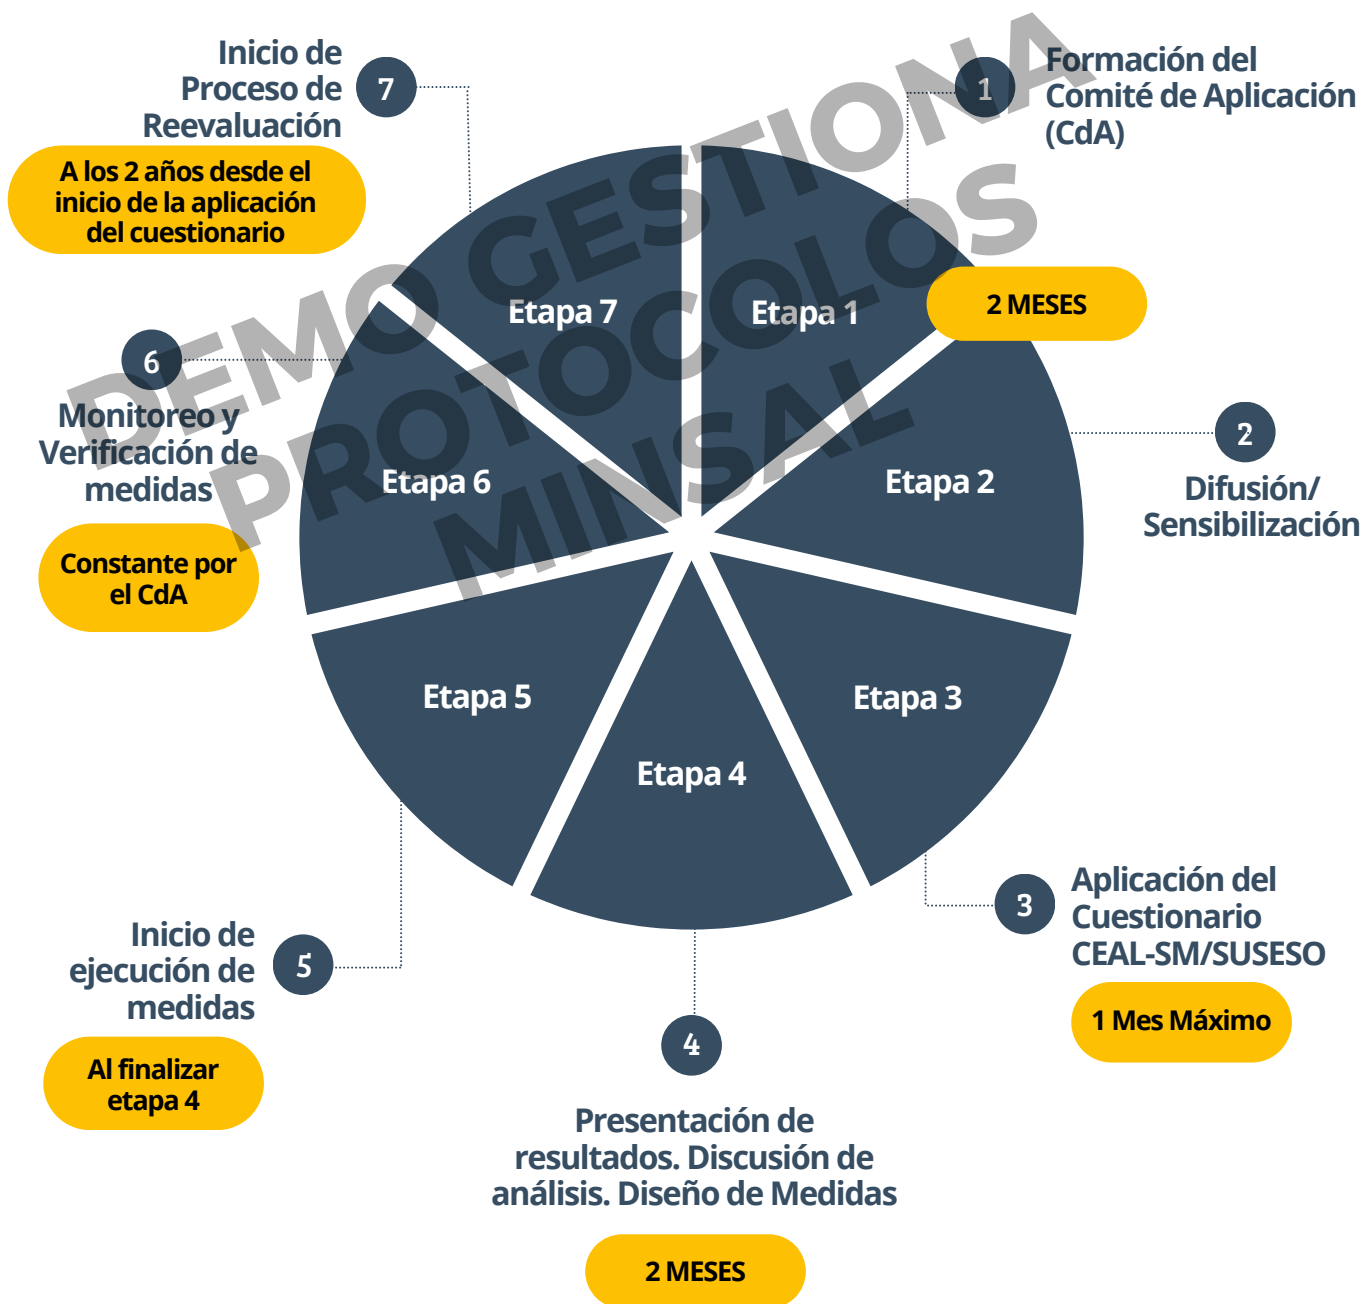 1
Formación del
Comité de Aplicación
(CdA)
2 MESES
2
Difusión/
Sensibilización
3
Aplicación del
Cuestionario
CEAL-SM/SUSESO
1 Mes Máximo
4
Presentación de
resultados. Discusión de
análisis. Diseño de Medidas
2 MESES
5
Inicio de
ejecución de
medidas
Al finalizar
etapa 4
6
Monitoreo y
Verificación de
medidas
Constante por
el CdA
7
Inicio de
Proceso de
Reevaluación
A los 2 años desde el
inicio de la aplicación
del cuestionario
Etapa 1
Etapa 2
Etapa 3
Etapa 4
Etapa 5
Etapa 6
Etapa 7
DEMO GESTIONA
PROTOCOLOS
MINSAL